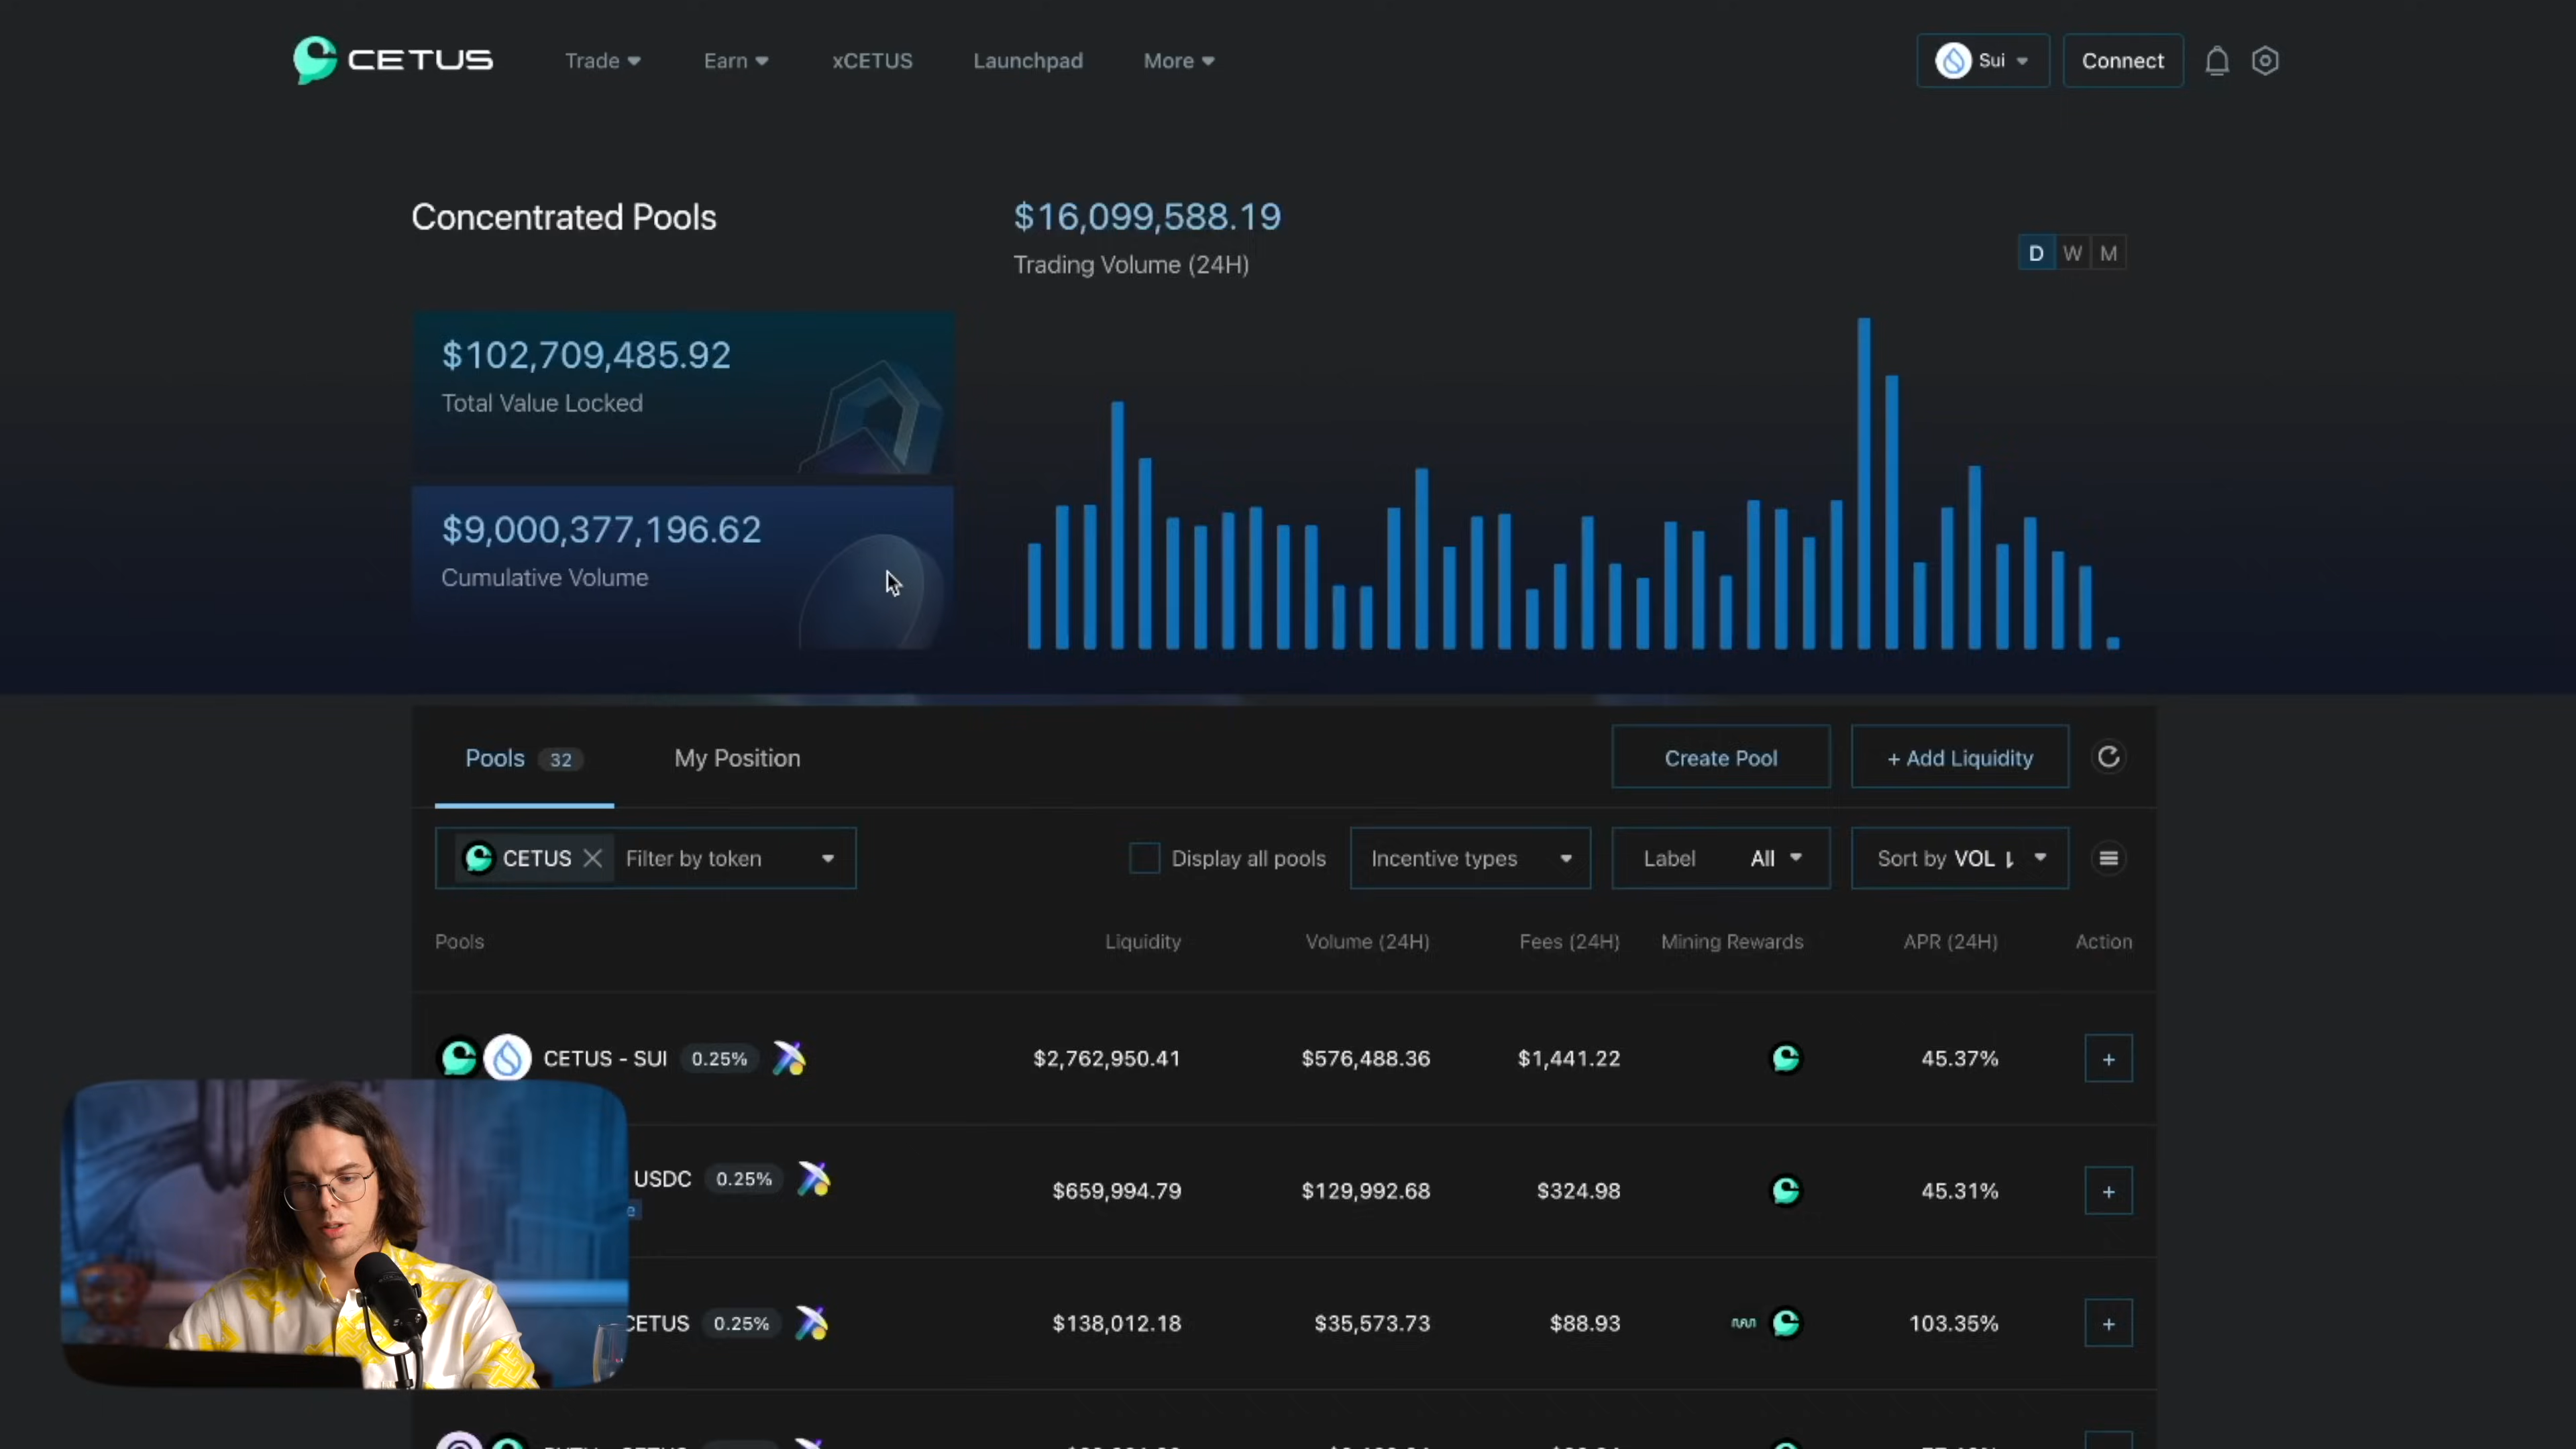 CETUS Trade Earn xCETUS Launchpad More Sui Connect
Concentrated Pools
$16,099,588.19
Trading Volume (24H)
D W M
$102,709,485.92
Total Value Locked
$9,000,377,196.62
Cumulative Volume
Pools 32 My Position Create Pool + Add Liquidity
CETUS Filter by token Display all pools Incentive types Label All Sort by VOL
Pools Liquidity Volume (24H) Fees (24H) Mining Rewards APR (24H) Action
CETUS - SUI 0.25% $2,762,950.41 $576,488.36 $1,441.22 45.37% +
USDC 0.25% $659,994.79 $129,992.68 $324.98 45.31% +
CETUS 0.25% $138,012.18 $35,573.73 $88.93 103.35% +